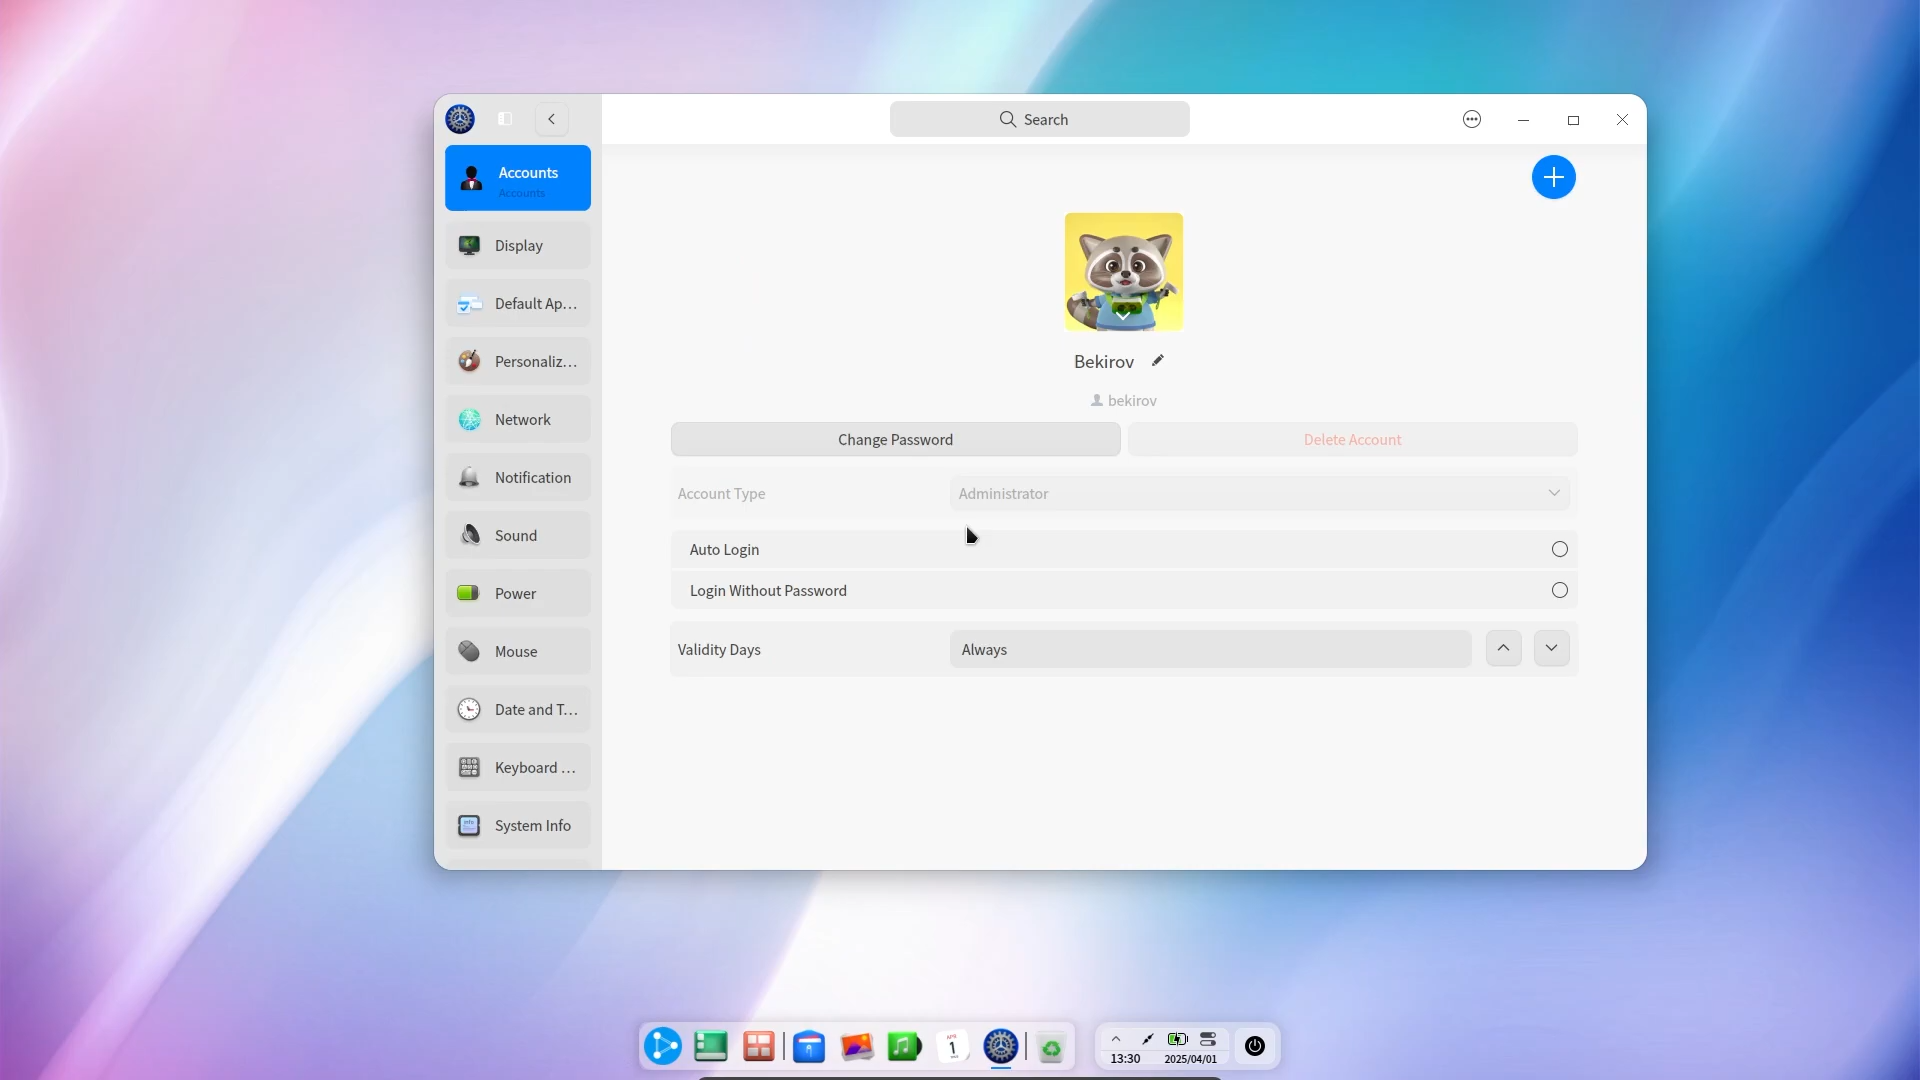 Search
Accounts
Accounts
Display
Default Ap...
Personaliz...
Network
Notification
Sound
Power
Mouse
Date and T...
Keyboard ...
System Info
Bekirov
bekirov
Change Password
Delete Account
Account Type
Administrator
Auto Login
Login Without Password
Validity Days
Always
APR
1
13:30
2025/04/01